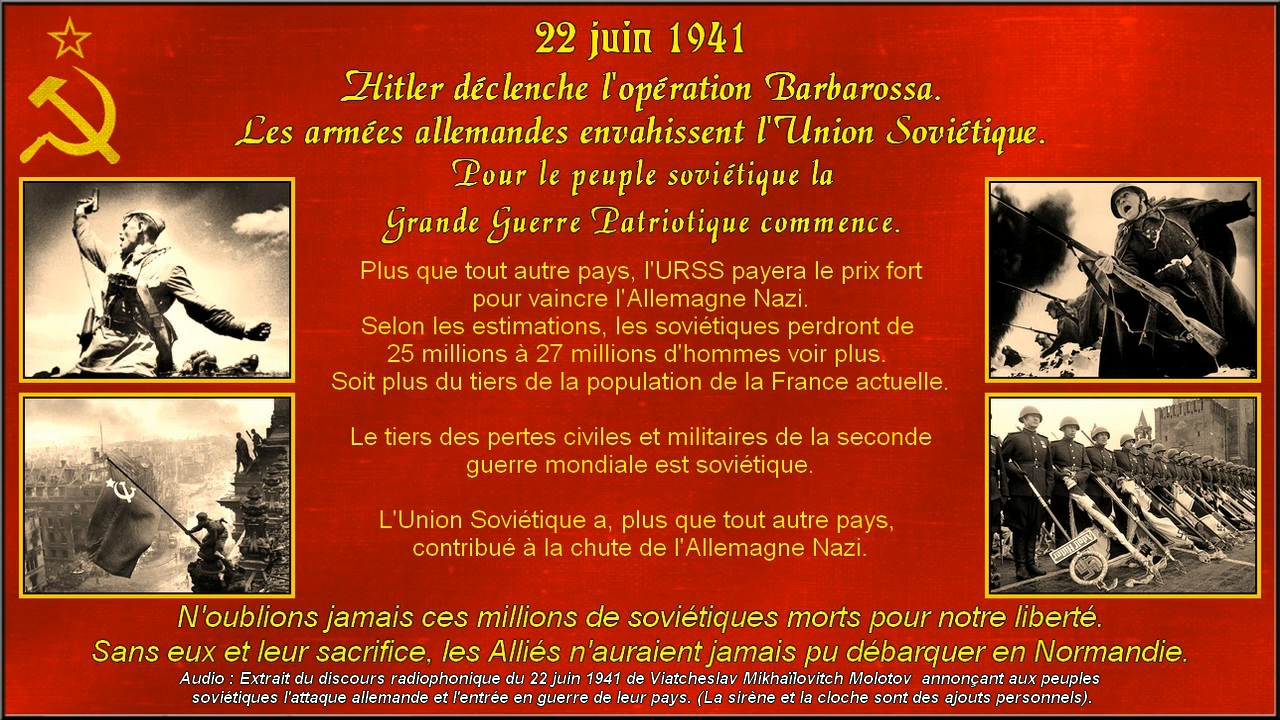 22 juin 1941
Hitler déclenche l'opération Barbarossa.
Les armées allemandes envahissent l'Union Soviétique.
Pour le peuple soviétique la
Grande Guerre Patriotique commence.
Plus que tout autre pays, l'URSS payera le prix fort
pour vaincre l'Allemagne Nazi.
Selon les estimations, les soviétiques perdront de
25 millions à 27 millions d'hommes voir plus.
Soit plus du tiers de la population de la France actuelle.
Le tiers des pertes civiles et militaires de la seconde
guerre mondiale est soviétique.
L'Union Soviétique a, plus que tout autre pays,
contribué à la chute de l'Allemagne Nazi.
Adolf Hitler
N'oublions jamais ces millions de soviétiques morts pour notre liberté.
Sans eux et leur sacrifice, les Alliés n'auraient jamais pu débarquer en Normandie.
Audio : Extrait du discours radiophonique du 22 juin 1941 de Viatcheslav Mikhaïlovitch Molotov annonçant aux peuples
soviétiques l'attaque allemande et l'entrée en guerre de leur pays. (La sirène et la cloche sont des ajouts personnels).